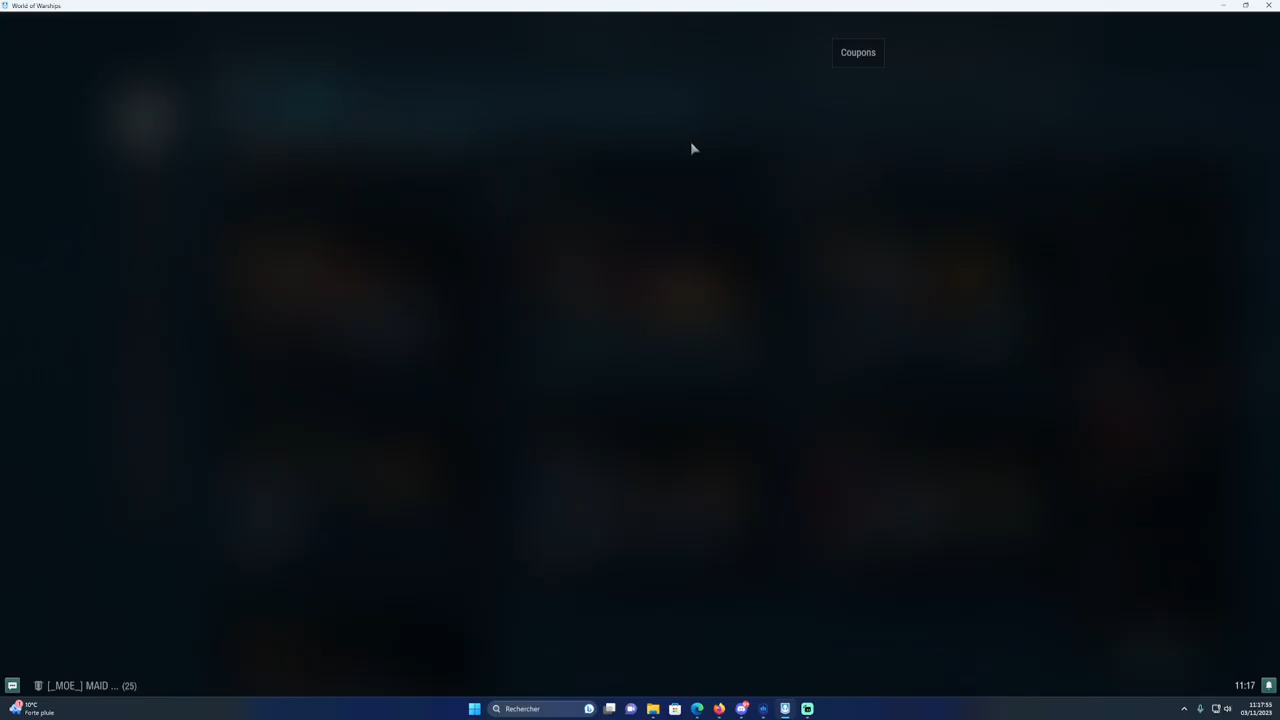 World of Warships
Coupons
[_MOE_] MAID ... (25)
11:17
10°C
Forte pluie
Rechercher
11:17:55
03/11/2023